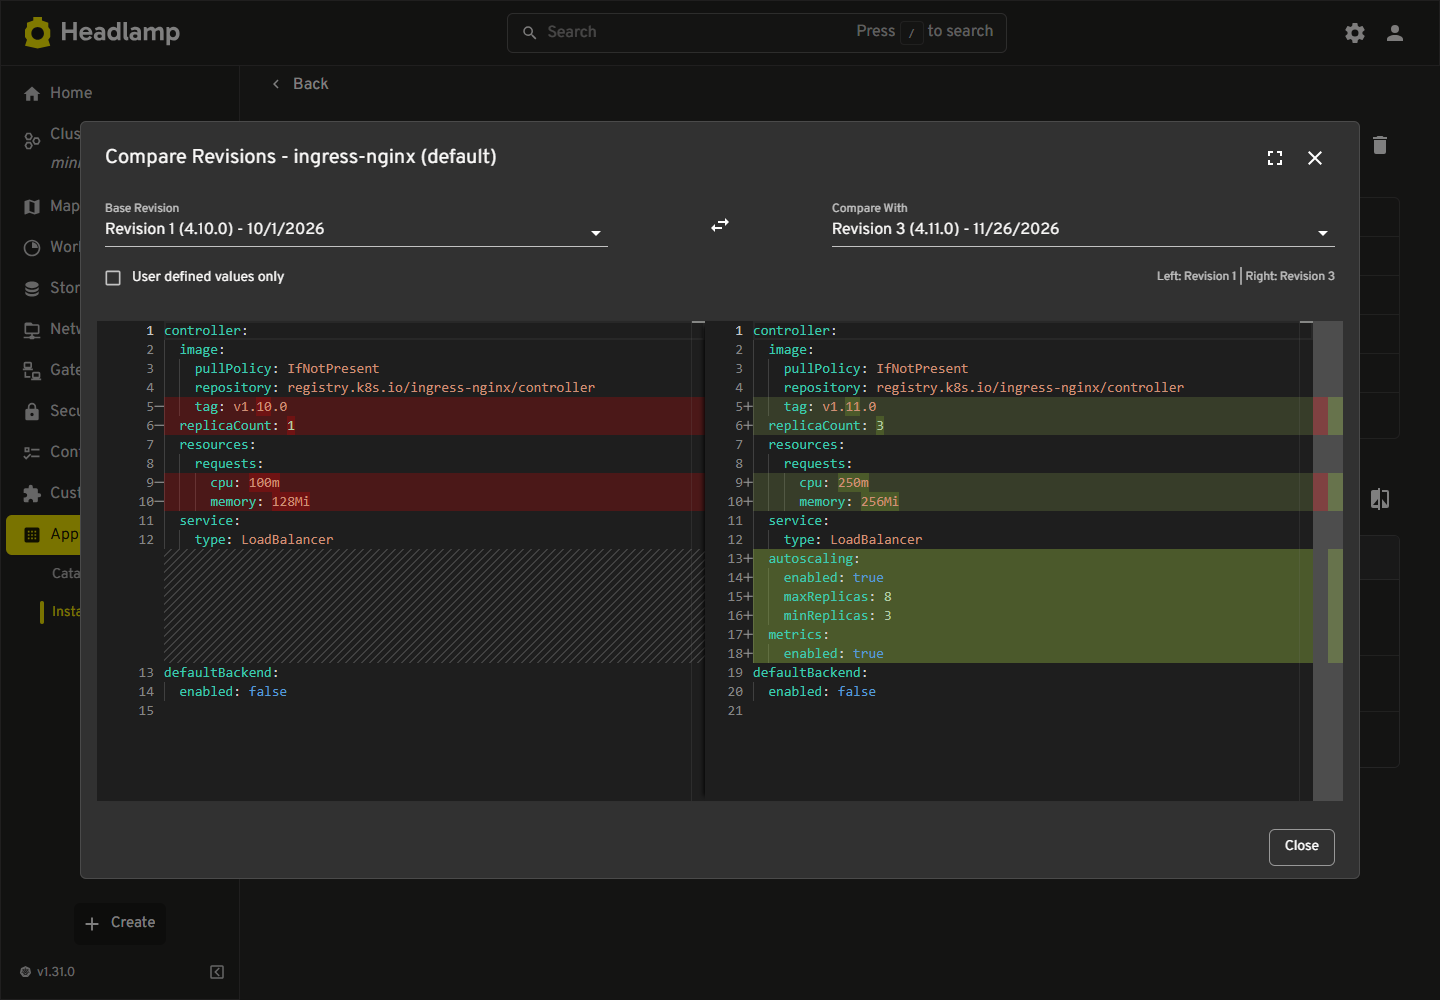 Headlamp
Search
Press / to search
Home
Back
Clus
mini
Map
Work
Stor
Netw
Gate
Secu
Con
Cust
App
Cata
Insta
Compare Revisions - ingress-nginx (default)
Base Revision
Revision 1 (4.10.0) - 10/1/2026
Compare With
Revision 3 (4.11.0) - 11/26/2026
User defined values only
Left: Revision 1 | Right: Revision 3
1 controller:
2 image:
3 pullPolicy: IfNotPresent
4 repository: registry.k8s.io/ingress-nginx/controller
5— tag: v1.10.0
6— replicaCount: 1
7 resources:
8 requests:
9— cpu: 100m
10— memory: 128Mi
11 service:
12 type: LoadBalancer
13 defaultBackend:
14 enabled: false
15
1 controller:
2 image:
3 pullPolicy: IfNotPresent
4 repository: registry.k8s.io/ingress-nginx/controller
5+ tag: v1.11.0
6+ replicaCount: 3
7 resources:
8 requests:
9+ cpu: 250m
10+ memory: 256Mi
11 service:
12 type: LoadBalancer
13+ autoscaling:
14+ enabled: true
15+ maxReplicas: 8
16+ minReplicas: 3
17+ metrics:
18+ enabled: true
19 defaultBackend:
20 enabled: false
21
Close
Create
v1.31.0